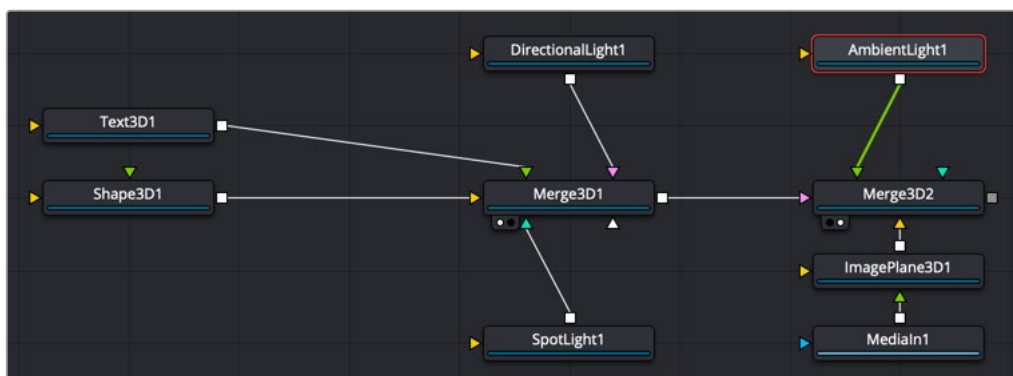 DirectionalLight1
AmbientLight1
Text3D1
Shape3D1
Merge3D1
Merge3D2
ImagePlane3D1
SpotLight1
MediaIn1